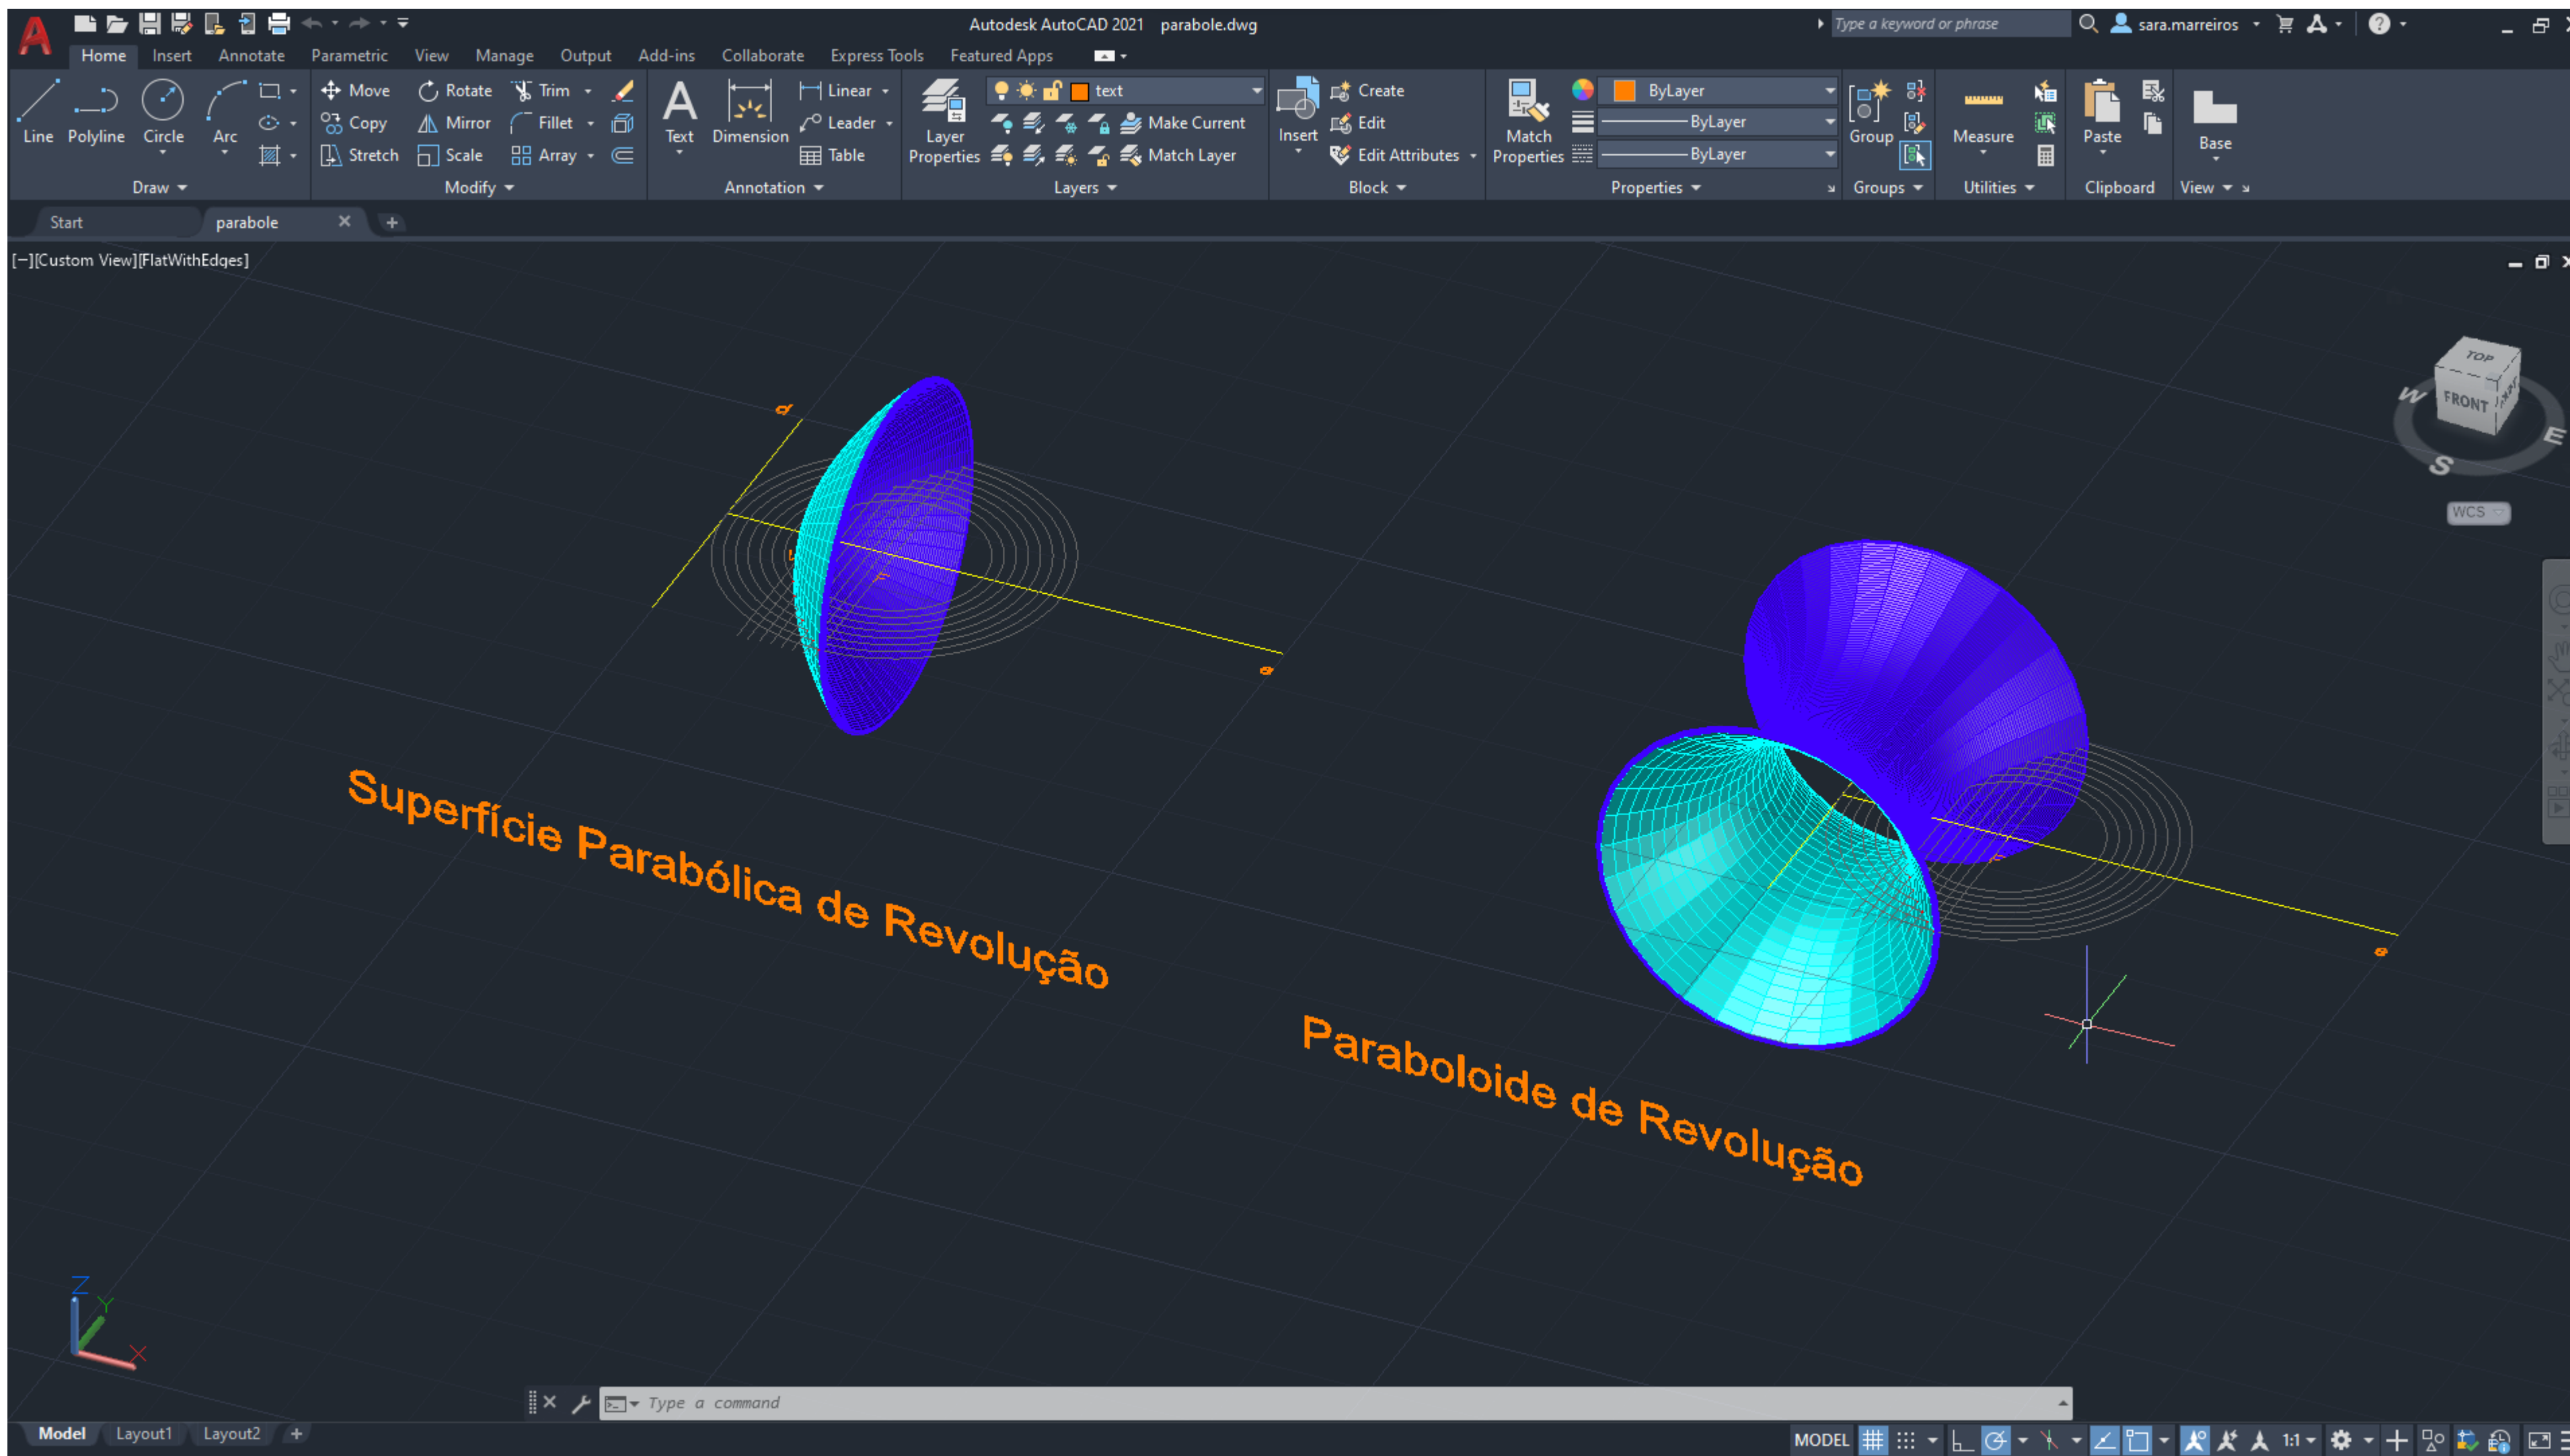 Autodesk AutoCAD 2021 parabole.dwg
Type a keyword or phrase
sara.marreiros
Home Insert Annotate Parametric View Manage Output Add-ins Collaborate Express Tools Featured Apps
Line Polyline Circle Arc
Move Rotate Trim
Copy Mirror Fillet
Stretch Scale Array
Text Dimension
Linear
Leader
Table
Layer Properties
text
Make Current
Match Layer
Insert
Create
Edit
Edit Attributes
Match Properties
ByLayer
ByLayer
ByLayer
Group
Measure
Paste
Base
Draw Modify Annotation Layers Block Properties Groups Utilities Clipboard View
Start parabole
[−][Custom View][FlatWithEdges]
TOP
FRONT
W
S
E
WCS
d
F
e
Superfície Parabólica de Revolução
e
Paraboloide de Revolução
Z
Y
X
Type a command
Model Layout1 Layout2
MODEL
1:1